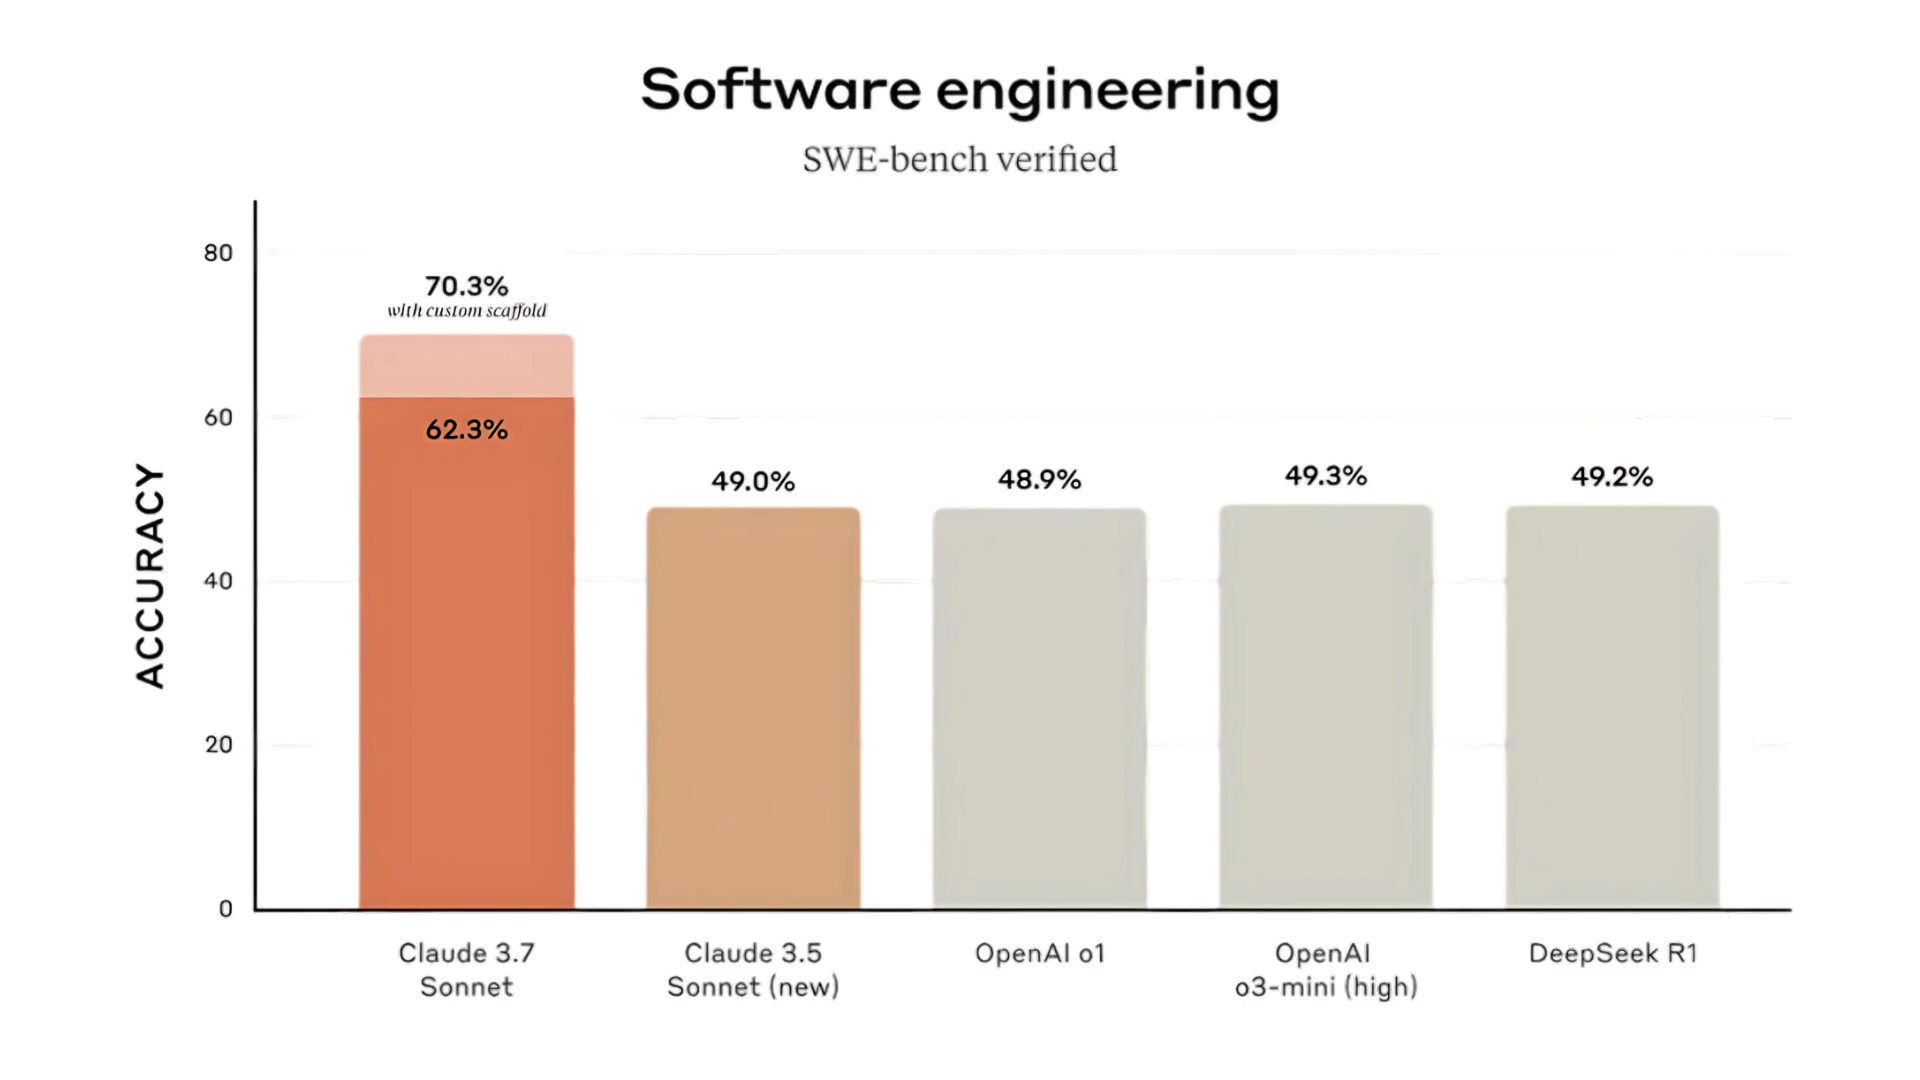 Software engineering
SWE-bench verified
ACCURACY
80
60
40
20
0
70.3%
with custom scaffold
62.3%
49.0%
48.9%
49.3%
49.2%
Claude 3.7
Sonnet
Claude 3.5
Sonnet (new)
OpenAI o1
OpenAI
o3-mini (high)
DeepSeek R1